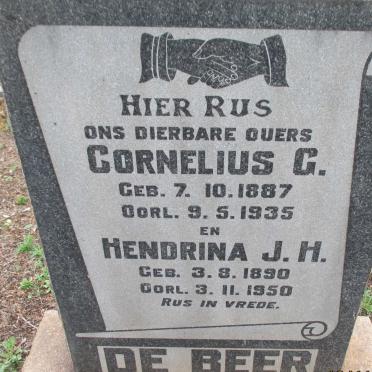 HIER RUS
ONS DIERBARE OUERS
CORNELIUS G.
GEB. 7. 10. 1887
OORL. 9. 5. 1935
EN
HENDRINA J. H.
GEB. 3. 8. 1890
OORL. 3. 11. 1950
RUS IN VREDE.
DE BEER